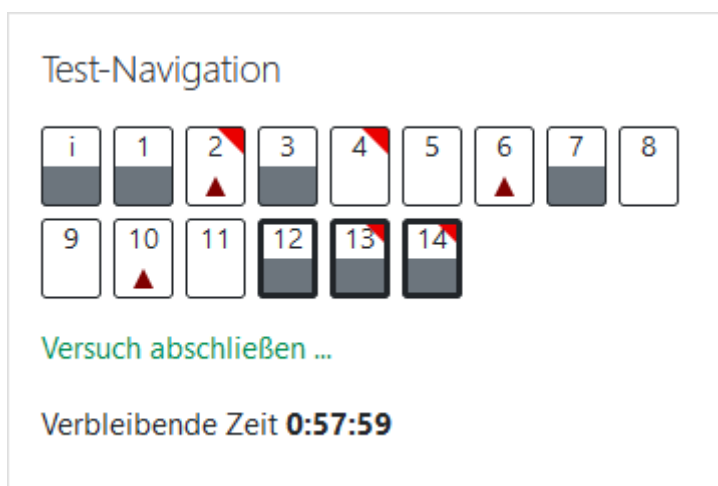 Test-Navigation
i 1 2 3 4 5 6 7 8
9 10 11 12 13 14
Versuch abschließen ...
Verbleibende Zeit 0:57:59